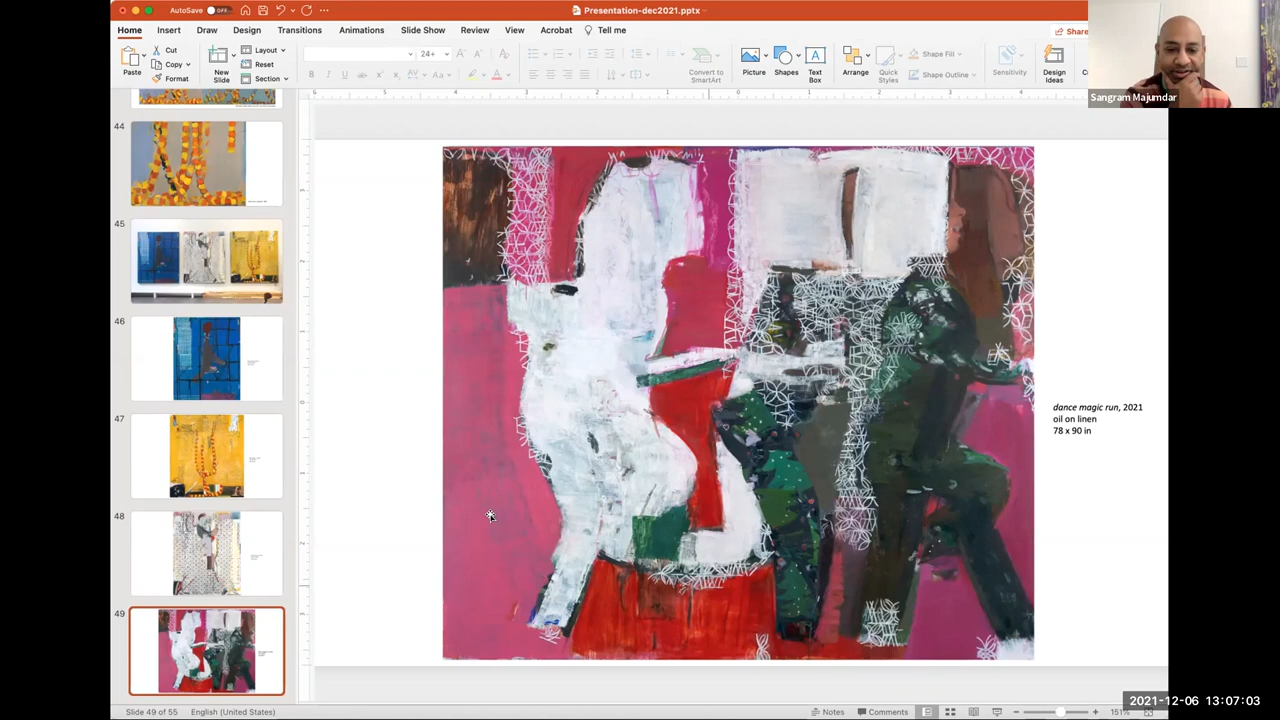 AutoSave OFF
Presentation-dec2021.pptx
Home Insert Draw Design Transitions Animations Slide Show Review View Acrobat Tell me
Share
Paste
Cut
Copy
Format
New Slide
Layout
Reset
Section
24+
Convert to SmartArt
Picture
Shapes
Text Box
Arrange
Quick Styles
Shape Fill
Shape Outline
Sensitivity
Design Ideas
Sangram Majumdar
44
45
46
47
48
49
dance magic run, 2021
oil on linen
78 x 90 in
2021-12-06 13:07:03
Slide 49 of 55 English (United States) Notes Comments 151%